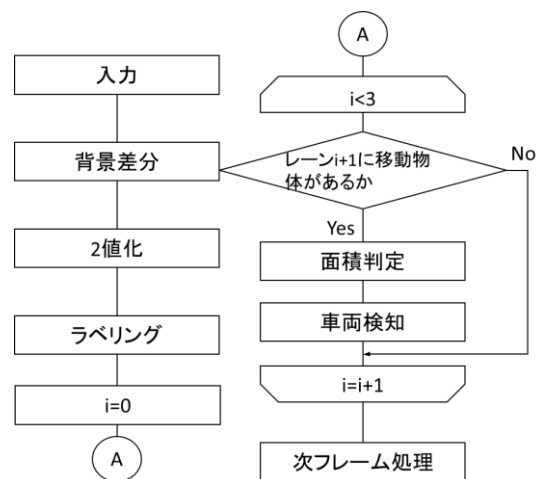 入力
背景差分
2値化
ラベリング
i=0
A
A
i<3
レーンi+1に移動物
体があるか
No
Yes
面積判定
車両検知
i=i+1
次フレーム処理